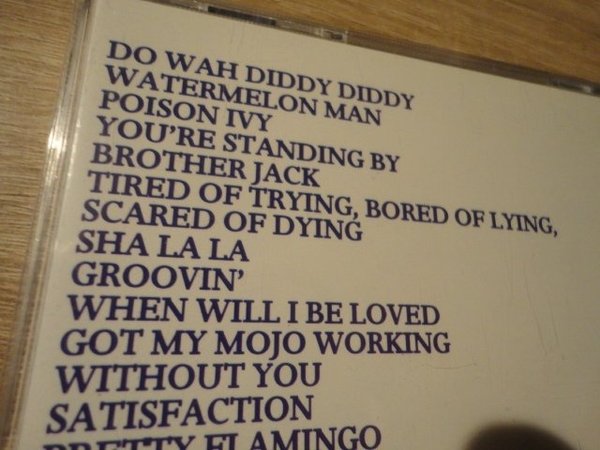 DO WAH DIDDY DIDDY
WATERMELON MAN
POISON IVY
YOU'RE STANDING BY
BROTHER JACK
TIRED OF TRYING, BORED OF LYING,
SCARED OF DYING
SHA LA LA
GROOVIN'
WHEN WILL I BE LOVED
GOT MY MOJO WORKING
WITHOUT YOU
SATISFACTION
PRETTY FLAMINGO